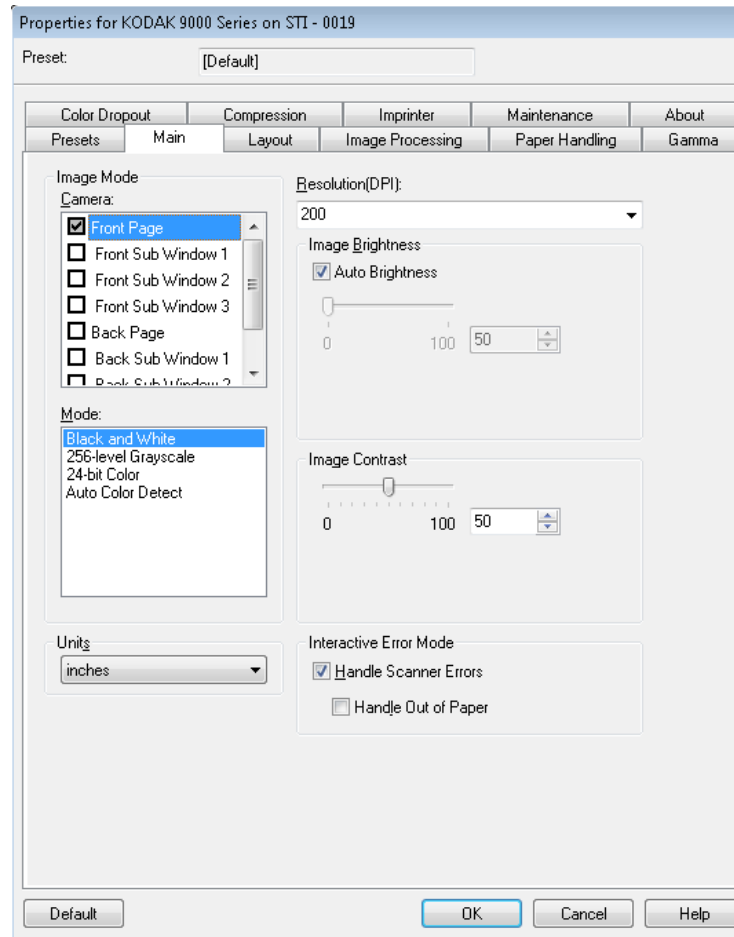 Properties for KODAK 9000 Series on STI - 0019
Preset: [Default]
Color Dropout Compression Imprinter Maintenance About
Presets Main Layout Image Processing Paper Handling Gamma
Image Mode
Camera:
Front Page
Front Sub Window 1
Front Sub Window 2
Front Sub Window 3
Back Page
Back Sub Window 1
Back Sub Window 2
Mode:
Black and White
256-level Grayscale
24-bit Color
Auto Color Detect
Units
inches
Resolution(DPI):
200
Image Brightness
Auto Brightness
0 100 50
Image Contrast
0 100 50
Interactive Error Mode
Handle Scanner Errors
Handle Out of Paper
Default OK Cancel Help